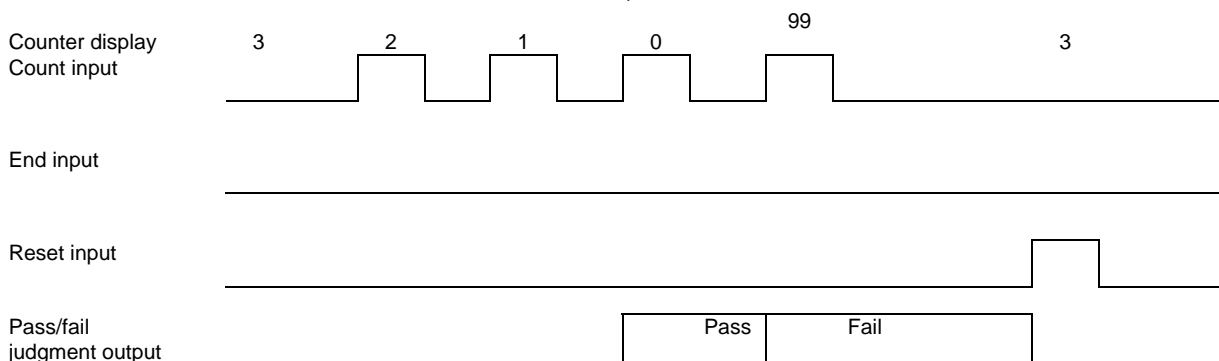 99
Counter display 3 2 1 0 3
Count input
End input
Reset input
Pass/fail Pass Fail
judgment output